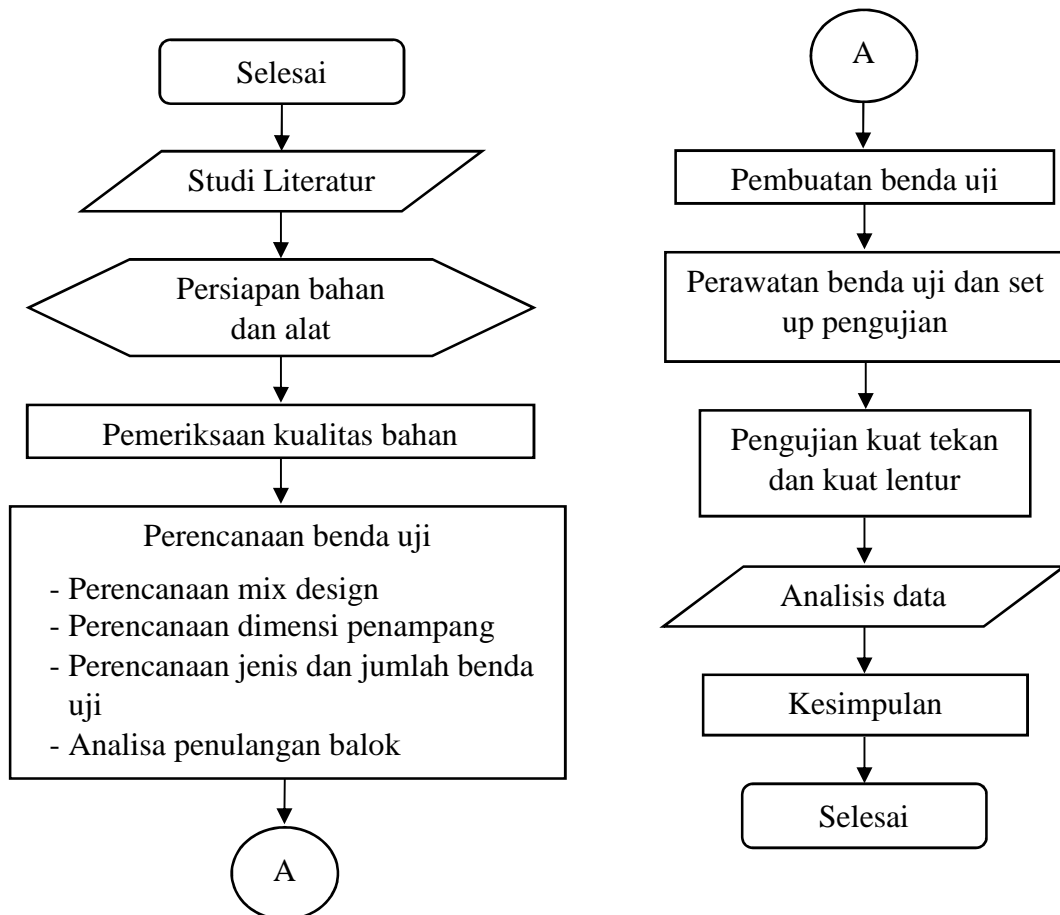 Selesai
Studi Literatur
Persiapan bahan
dan alat
Pemeriksaan kualitas bahan
Perencanaan benda uji
- Perencanaan mix design
- Perencanaan dimensi penampang
- Perencanaan jenis dan jumlah benda
uji
- Analisa penulangan balok
A
A
Pembuatan benda uji
Perawatan benda uji dan set
up pengujian
Pengujian kuat tekan
dan kuat lentur
Analisis data
Kesimpulan
Selesai